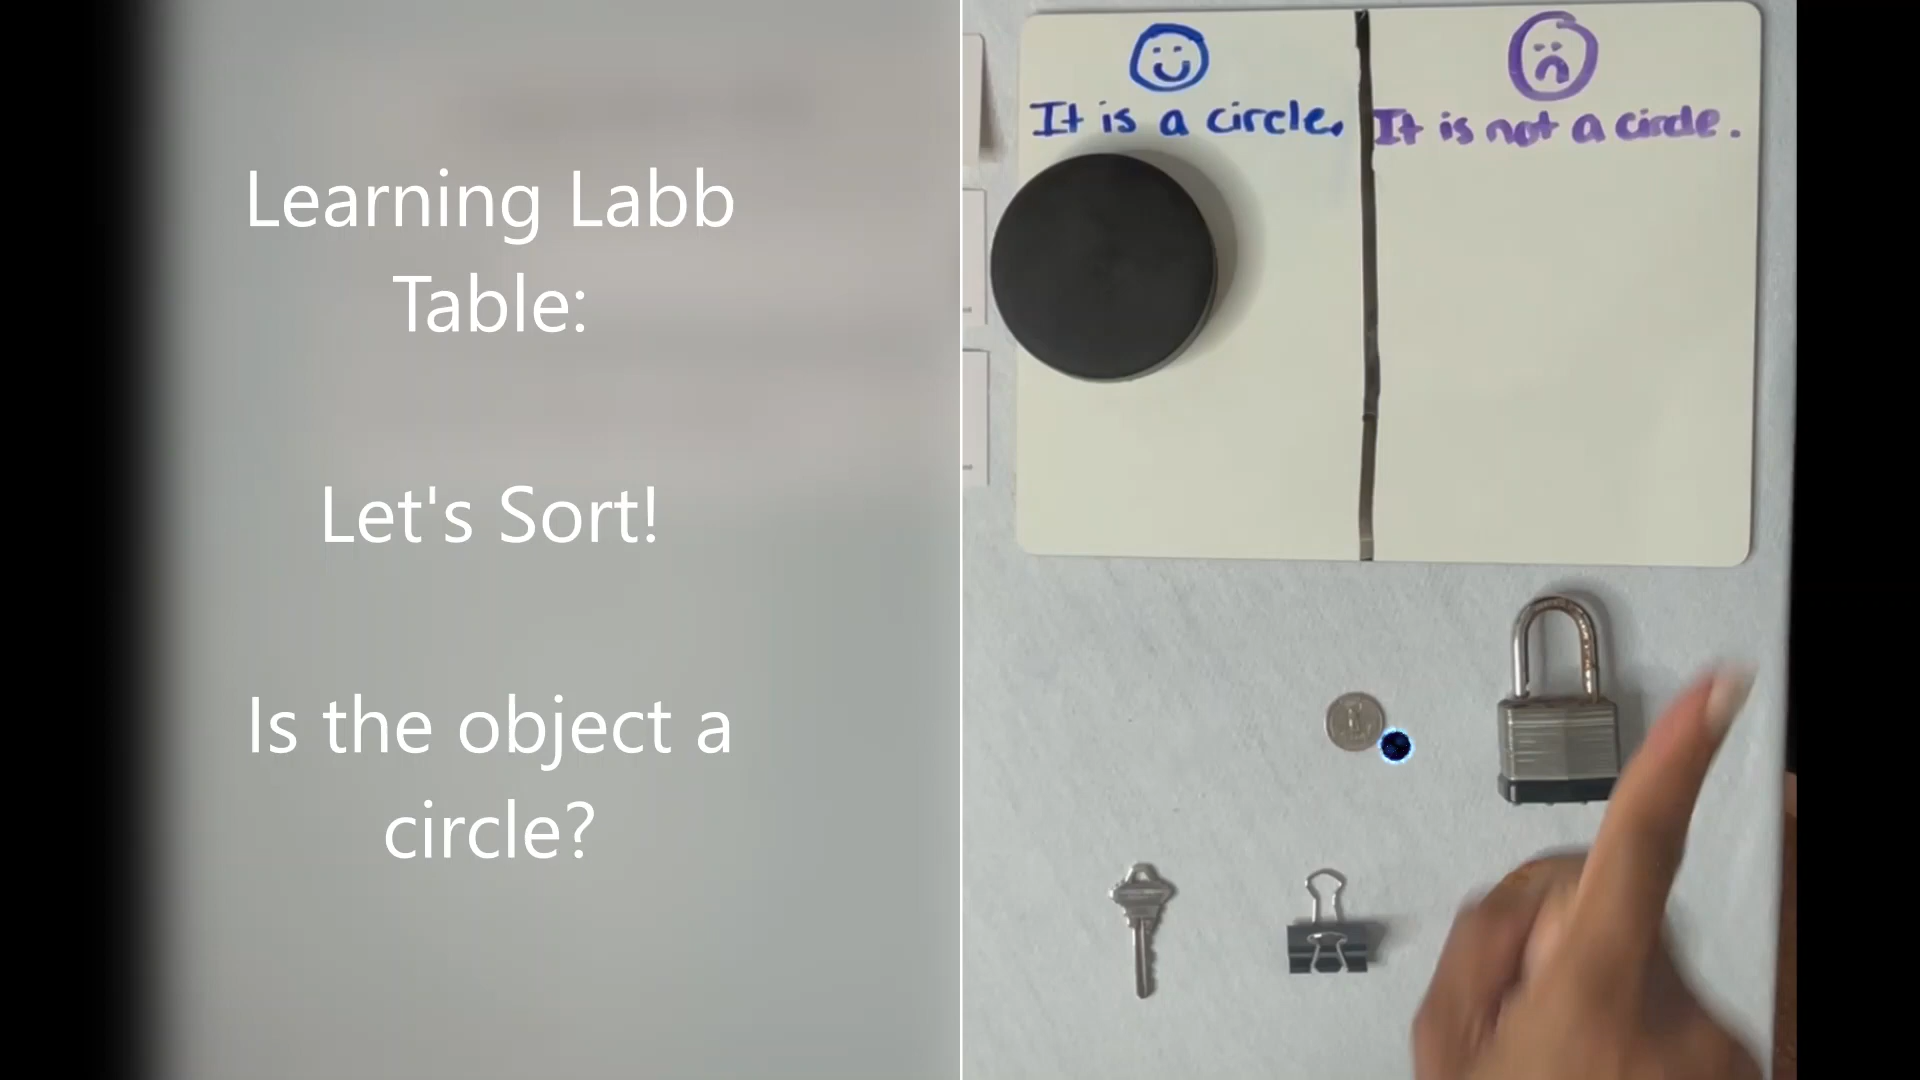 Learning Labb
Table:
Let's Sort!
Is the object a
circle?
It is a circle.
It is not a circle.